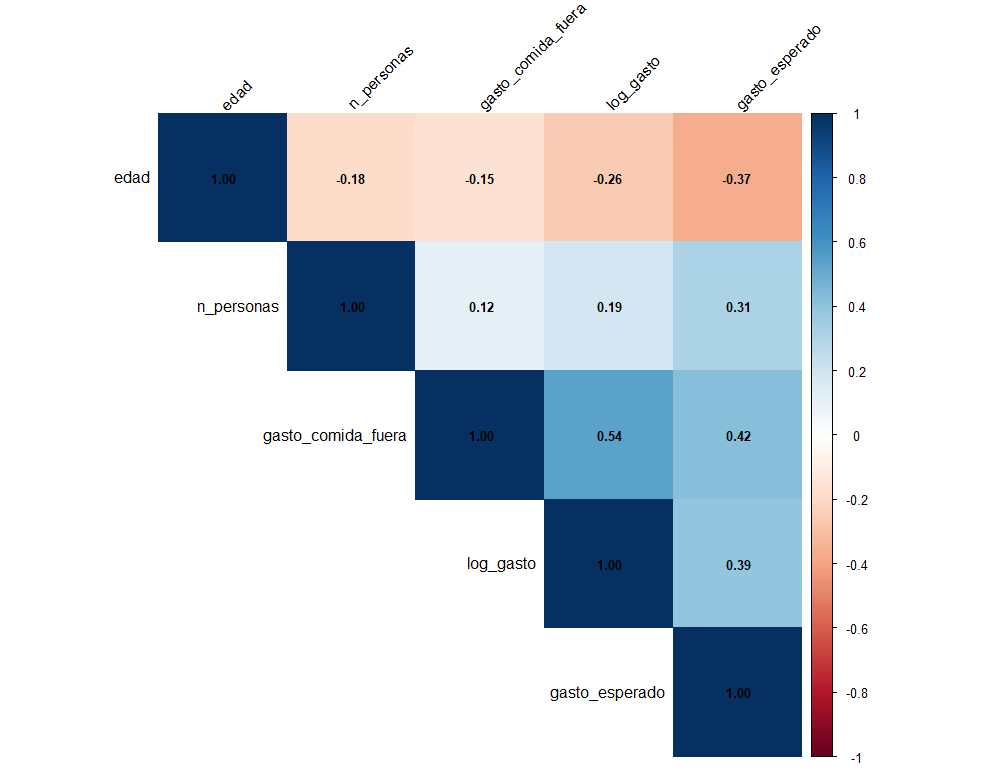 edad
n_personas
gasto_comida_fuera
log_gasto
gasto_esperado
edad 1.00 -0.18 -0.15 -0.26 -0.37
n_personas 1.00 0.12 0.19 0.31
gasto_comida_fuera 1.00 0.54 0.42
log_gasto 1.00 0.39
gasto_esperado 1.00
1
0.8
0.6
0.4
0.2
0
-0.2
-0.4
-0.6
-0.8
-1